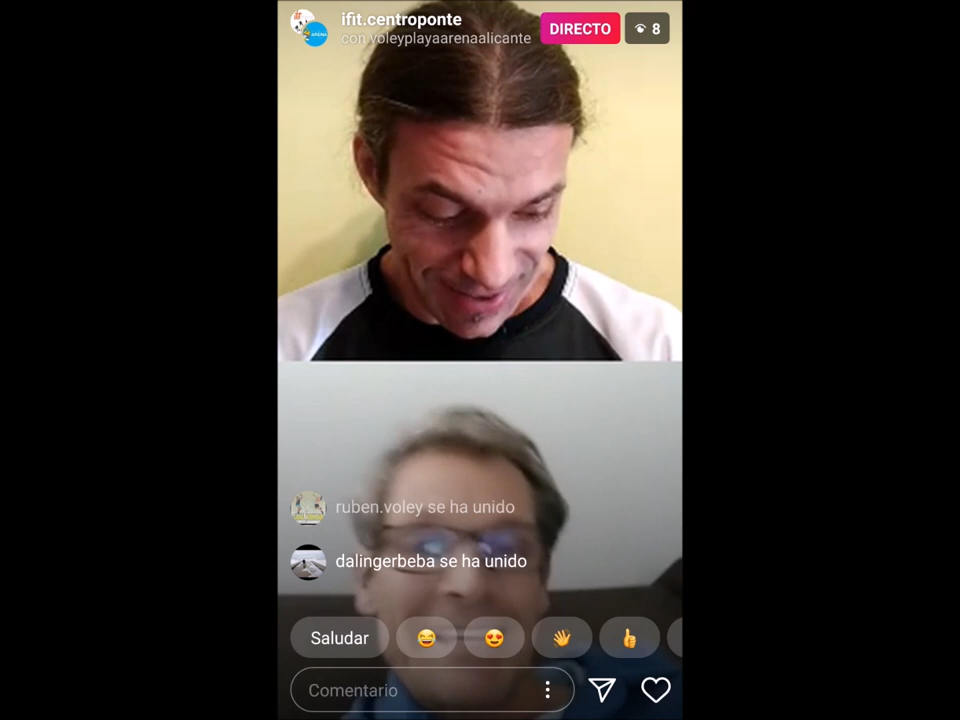 ifit.centroponte
con voleyplayaarenaalicante
DIRECTO
8
ruben.voley se ha unido
dalingerbeba se ha unido
Saludar
Comentario